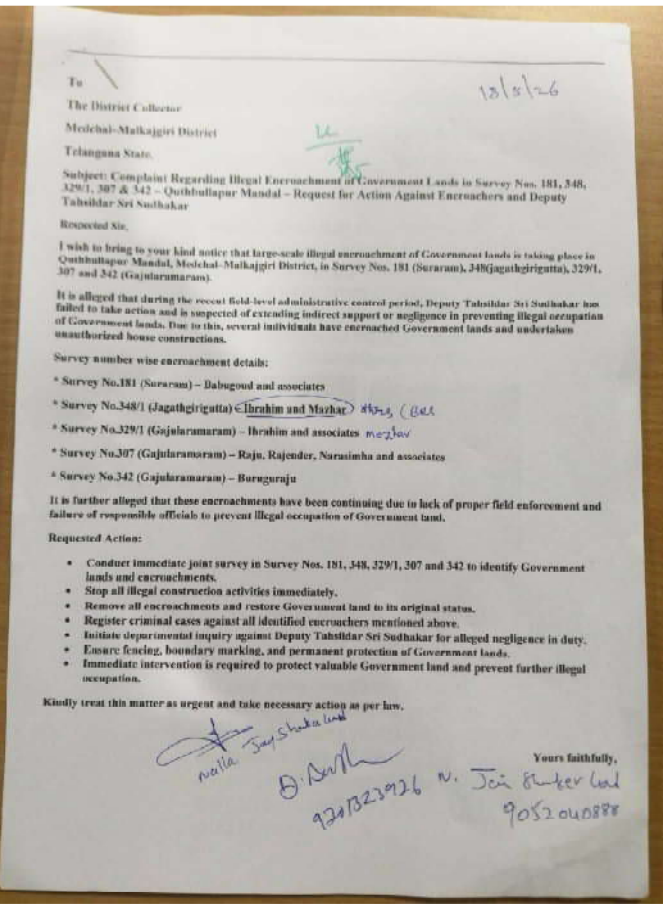 To
18/5/26
The District Collector
Medchal-Malkajgiri District
Telangana State.
Subject: Complaint Regarding Illegal Encroachment of Government Lands in Survey Nos. 181, 348,
329/1, 307 & 342 – Quthbullapur Mandal – Request for Action Against Encroachers and Deputy
Tahsildar Sri Sudhakar
Respected Sir,
I wish to bring to your kind notice that large-scale illegal encroachment of Government lands is taking place in
Quthbullapur Mandal, Medchal-Malkajgiri District, in Survey Nos. 181 (Suraram), 348(jagathgirigutta), 329/1,
307 and 342 (Gajularamaram).
It is alleged that during the recent field-level administrative control period, Deputy Tahsildar Sri Sudhakar has
failed to take action and is suspected of extending indirect support or negligence in preventing illegal occupation
of Government lands. Due to this, several individuals have encroached Government lands and undertaken
unauthorized house constructions.
Survey number wise encroachment details:
* Survey No.181 (Suraram) – Babugoud and associates
* Survey No.348/1 (Jagathgirigutta) – Ibrahim and Mazhar
* Survey No.329/1 (Gajularamaram) – Ibrahim and associates mezhav
* Survey No.307 (Gajularamaram) – Raju, Rajender, Narasimha and associates
* Survey No.342 (Gajularamaram) – Buruguraju
It is further alleged that these encroachments have been continuing due to lack of proper field enforcement and
failure of responsible officials to prevent illegal occupation of Government land.
Requested Action:
• Conduct immediate joint survey in Survey Nos. 181, 348, 329/1, 307 and 342 to identify Government
lands and encroachments.
• Stop all illegal construction activities immediately.
• Remove all encroachments and restore Government land to its original status.
• Register criminal cases against all identified encroachers mentioned above.
• Initiate departmental inquiry against Deputy Tahsildar Sri Sudhakar for alleged negligence in duty.
• Ensure fencing, boundary marking, and permanent protection of Government lands.
• Immediate intervention is required to protect valuable Government land and prevent further illegal
occupation.
Kindly treat this matter as urgent and take necessary action as per law.
Nalla Jay
Yours faithfully,
9201323926
N. Jai
9052040888